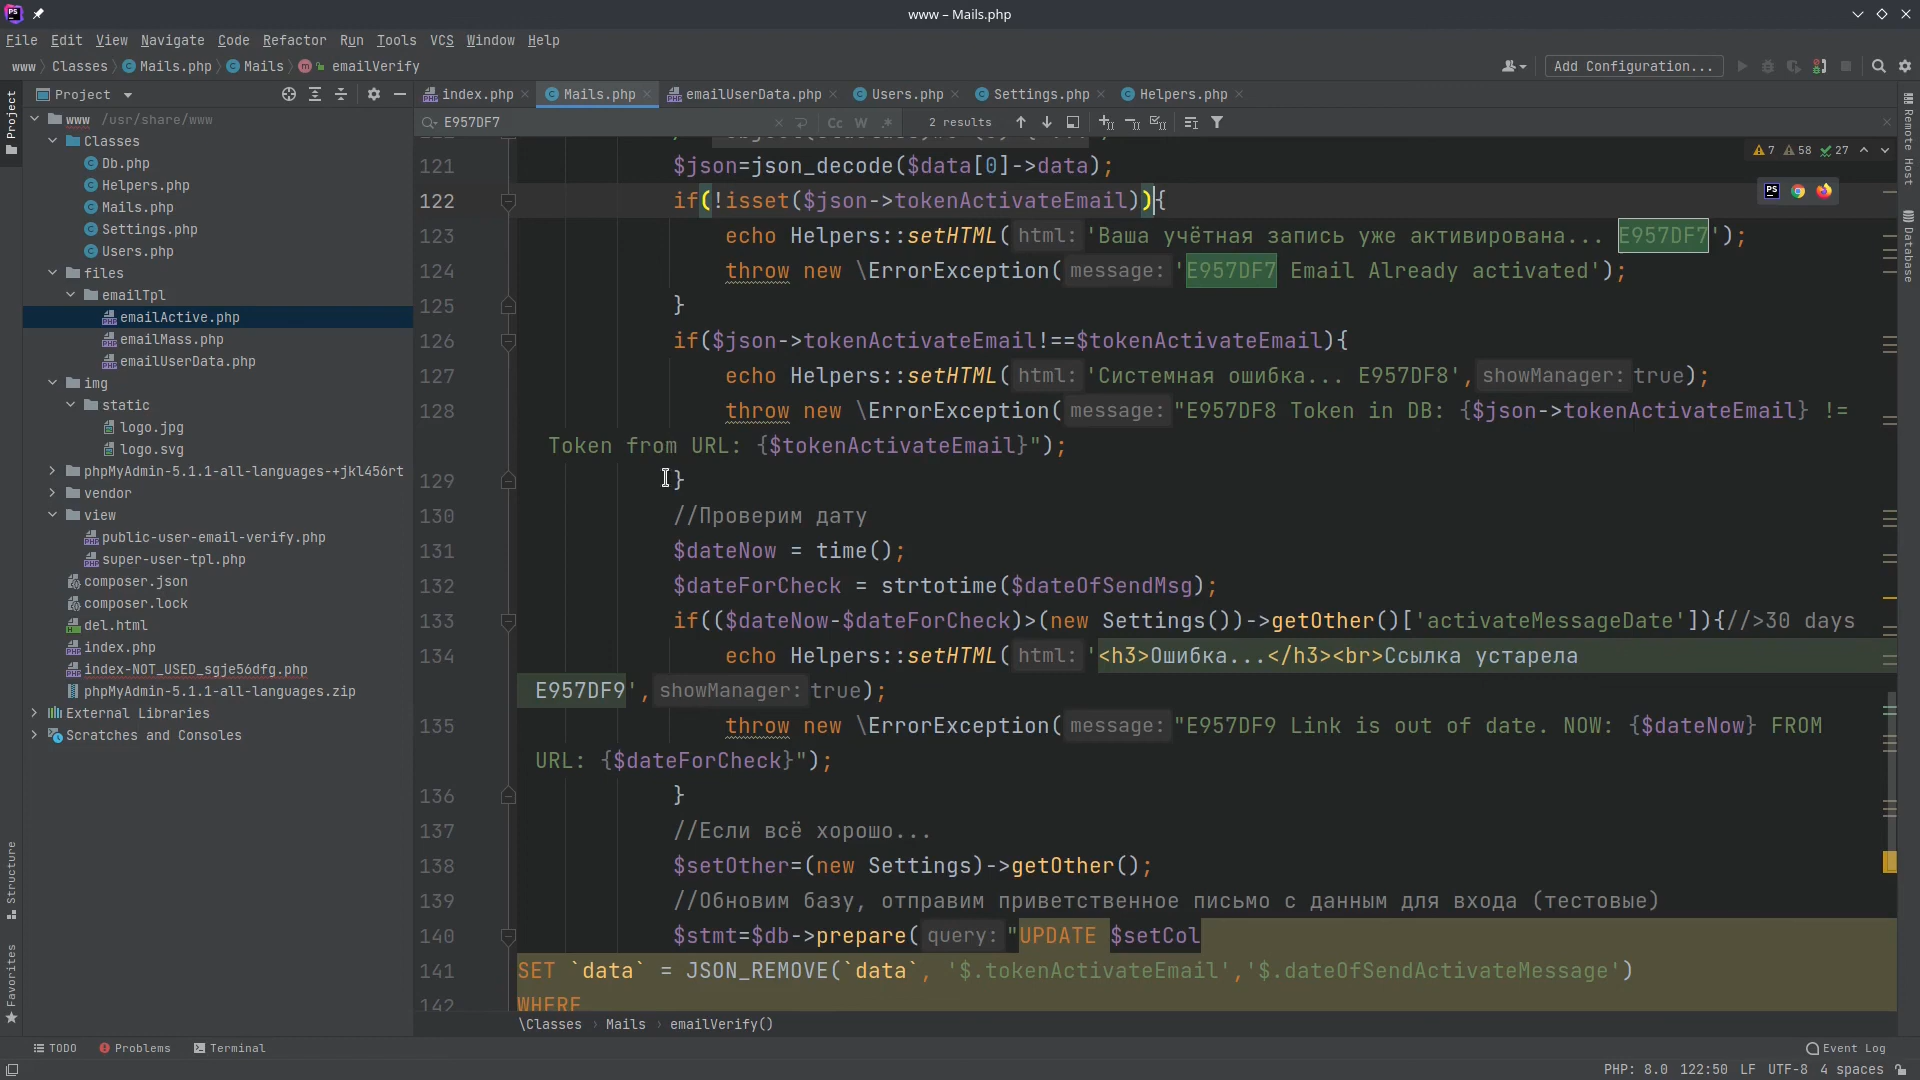 www – Mails.php
File Edit View Navigate Code Refactor Run Tools VCS Window Help
www Classes Mails.php Mails emailVerify
Add Configuration...
Project
index.php Mails.php emailUserData.php Users.php Settings.php Helpers.php
E957DF7
Cc W .* 2 results
7 58 27
Project
Structure
Favorites
Remote Host
Database
www /usr/share/www
Classes
Db.php
Helpers.php
Mails.php
Settings.php
Users.php
files
emailTpl
emailActive.php
emailMass.php
emailUserData.php
img
static
logo.jpg
logo.svg
phpMyAdmin-5.1.1-all-languages-+jkl456rt
vendor
view
public-user-email-verify.php
super-user-tpl.php
composer.json
composer.lock
del.html
index.php
index-NOT_USED_sgje56dfg.php
phpMyAdmin-5.1.1-all-languages.zip
External Libraries
Scratches and Consoles
121 $json=json_decode($data[0]->data);
122 if(!isset($json->tokenActivateEmail)){
123 echo Helpers::setHTML( html: 'Ваша учётная запись уже активирована... E957DF7');
124 throw new \ErrorException( message: 'E957DF7 Email Already activated');
125 }
126 if($json->tokenActivateEmail!==$tokenActivateEmail){
127 echo Helpers::setHTML( html: 'Системная ошибка... E957DF8', showManager: true);
128 throw new \ErrorException( message: "E957DF8 Token in DB: {$json->tokenActivateEmail} !=
Token from URL: {$tokenActivateEmail}");
129 }
130 //Проверим дату
131 $dateNow = time();
132 $dateForCheck = strtotime($dateOfSendMsg);
133 if(($dateNow-$dateForCheck)>(new Settings())->getOther()['activateMessageDate']){//>30 days
134 echo Helpers::setHTML( html: '<h3>Ошибка...</h3><br>Ссылка устарела
E957DF9', showManager: true);
135 throw new \ErrorException( message: "E957DF9 Link is out of date. NOW: {$dateNow} FROM
URL: {$dateForCheck}");
136 }
137 //Если всё хорошо...
138 $setOther=(new Settings)->getOther();
139 //Обновим базу, отправим приветственное письмо с данным для входа (тестовые)
140 $stmt=$db->prepare( query: "UPDATE $setCol
141 SET `data` = JSON_REMOVE(`data`, '$.tokenActivateEmail','$.dateOfSendActivateMessage')
142 WHERE
\Classes Mails emailVerify()
TODO Problems Terminal Event Log
PHP: 8.0 122:50 LF UTF-8 4 spaces